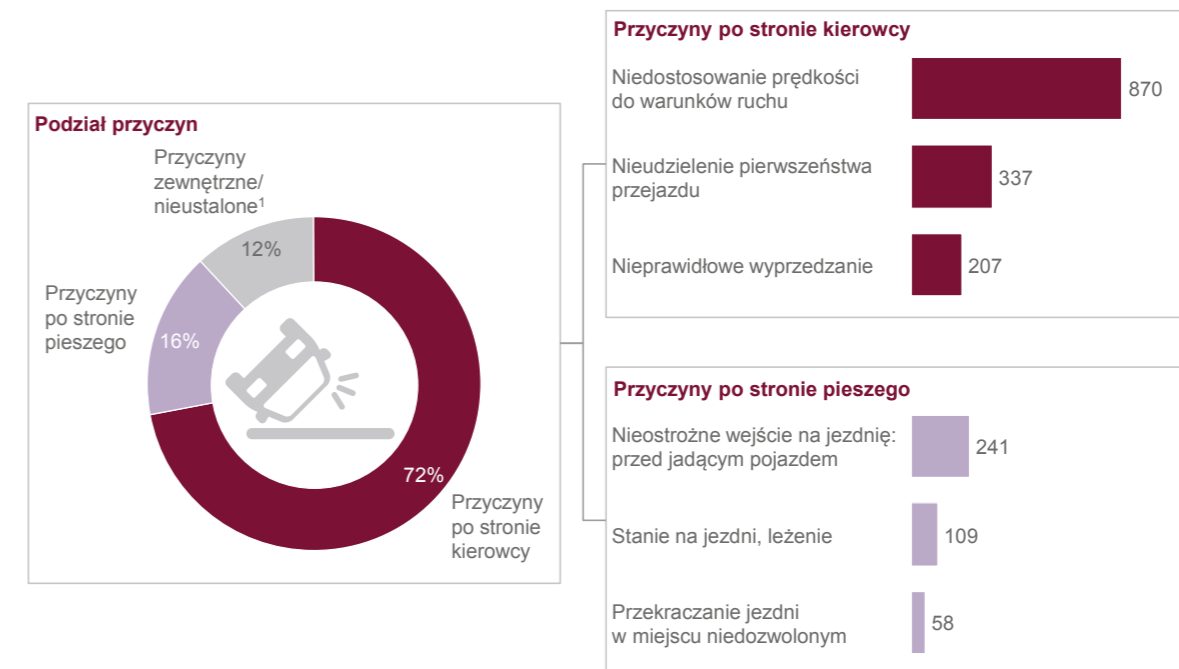 Podział przyczyn
Przyczyny
zewnętrzne/
nieustalone¹
12%
Przyczyny
po stronie
pieszego
16%
72%
Przyczyny
po stronie
kierowcy
Przyczyny po stronie kierowcy
Niedostosowanie prędkości
do warunków ruchu
870
Nieudzielenie pierwszeństwa
przejazdu
337
Nieprawidłowe wyprzedzanie
207
Przyczyny po stronie pieszego
Nieostrożne wejście na jezdnię:
przed jadącym pojazdem
241
Stanie na jezdni, leżenie
109
Przekraczanie jezdni
w miejscu niedozwolonym
58